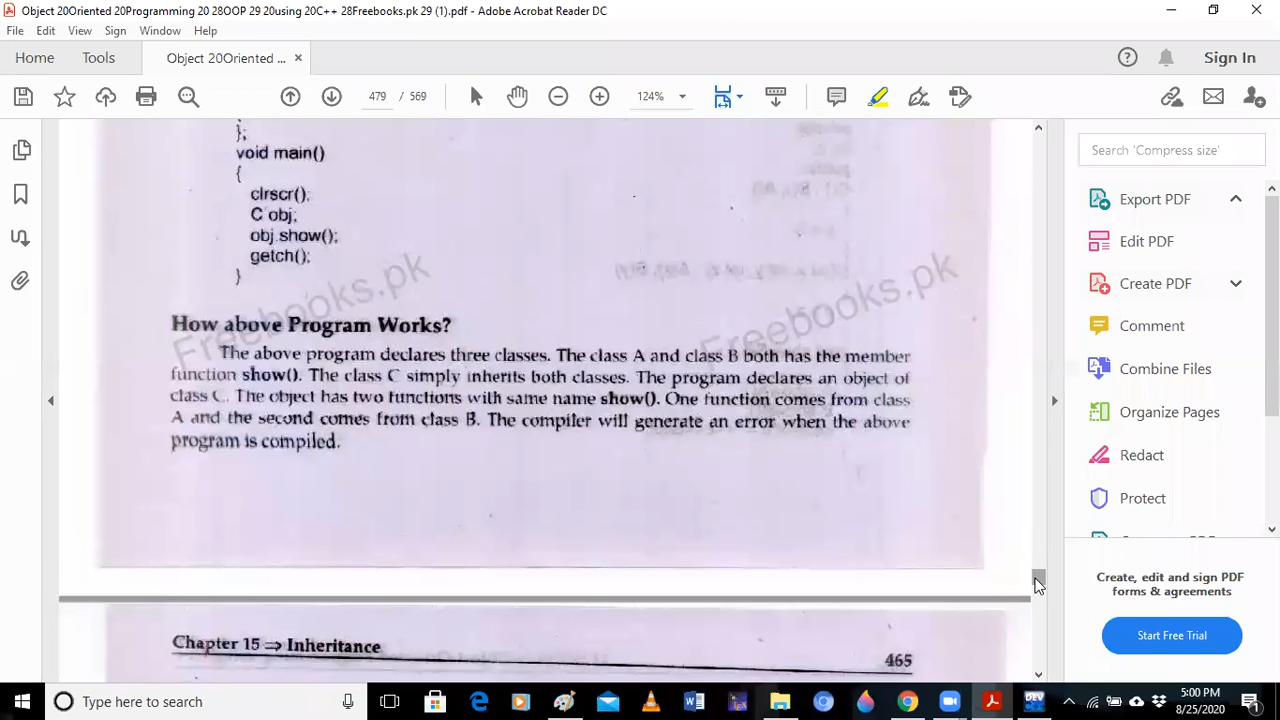 Object 20Oriented 20Programming 20 28OOP 29 20using 20C++ 28Freebooks.pk 29 (1).pdf - Adobe Acrobat Reader DC
File Edit View Sign Window Help
Home Tools Object 20Oriented ... × Sign In
479 / 569 124%
};
void main()
{
clrscr();
C obj;
obj.show();
getch();
}
Freebooks.pk Freebooks.pk
How above Program Works?
The above program declares three classes. The class A and class B both has the member
function show(). The class C simply inherits both classes. The program declares an object of
class C. The object has two functions with same name show(). One function comes from class
A and the second comes from class B. The compiler will generate an error when the above
program is compiled.
Chapter 15 ⇒ Inheritance
465
Search 'Compress size'
Export PDF
Edit PDF
Create PDF
Comment
Combine Files
Organize Pages
Redact
Protect
Create, edit and sign PDF
forms & agreements
Start Free Trial
Type here to search
5:00 PM
8/25/2020